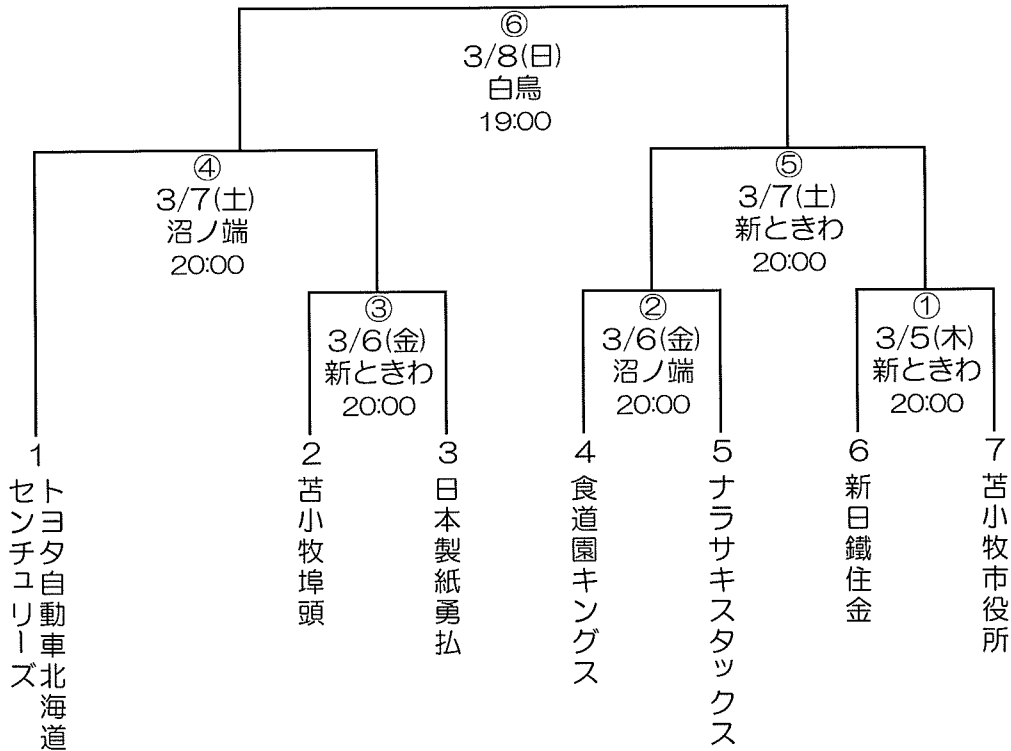 ⑥
3/8(日)
白鳥
19:00
④
3/7(土)
沼ノ端
20:00
⑤
3/7(土)
新ときわ
20:00
③
3/6(金)
新ときわ
20:00
②
3/6(金)
沼ノ端
20:00
①
3/5(木)
新ときわ
20:00
1
トヨタ自動車北海道
センチュリーズ
2
苫小牧埠頭
3
日本製紙勇払
4
食道園キングス
5
ナラサキスタックス
6
新日鐵住金
7
苫小牧市役所